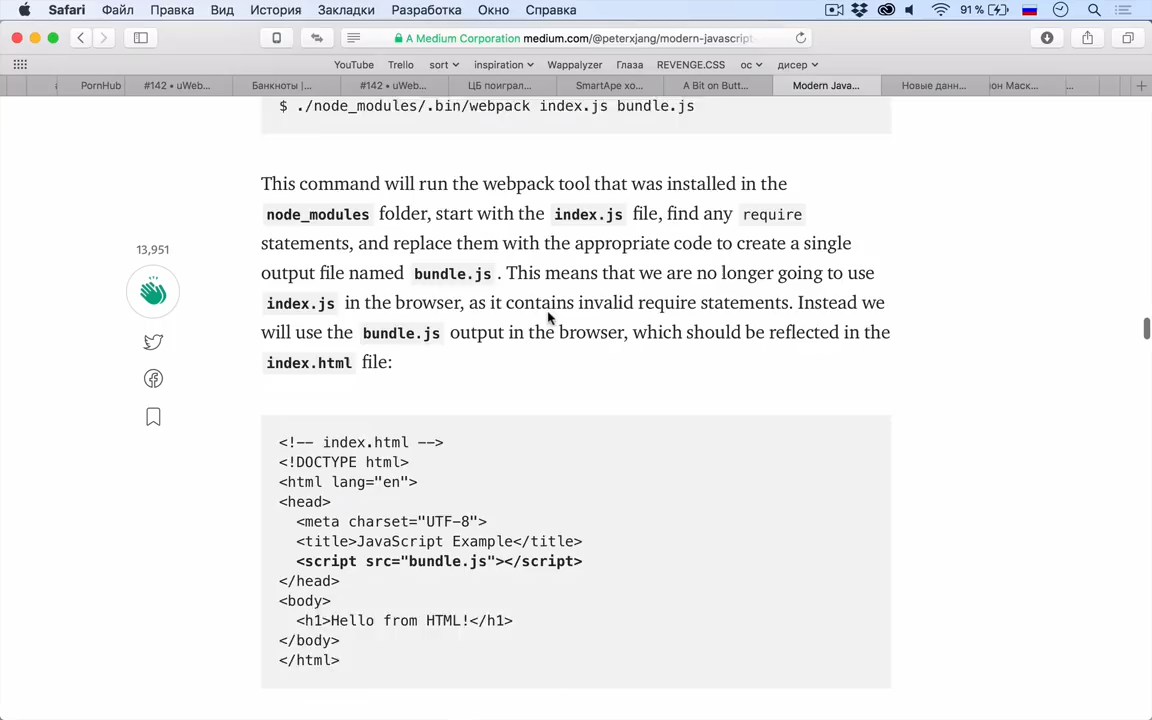 Safari Файл Правка Вид История Закладки Разработка Окно Справка 91 %
A Medium Corporation medium.com/@peterxjang/modern-javascript-
YouTube Trello sort inspiration Wappalyzer Глаза REVENGE.CSS ос дисер
PornHub #142 • uWeb... Банкноты |... #142 • uWeb... ЦБ поиграл... SmartApe хо... A Bit on Butt... Modern Java... Новые данн... он Маск... ...
$ ./node_modules/.bin/webpack index.js bundle.js
This command will run the webpack tool that was installed in the
node_modules folder, start with the index.js file, find any require
statements, and replace them with the appropriate code to create a single
output file named bundle.js . This means that we are no longer going to use
index.js in the browser, as it contains invalid require statements. Instead we
will use the bundle.js output in the browser, which should be reflected in the
index.html file:
13,951
<!-- index.html -->
<!DOCTYPE html>
<html lang="en">
<head>
<meta charset="UTF-8">
<title>JavaScript Example</title>
<script src="bundle.js"></script>
</head>
<body>
<h1>Hello from HTML!</h1>
</body>
</html>